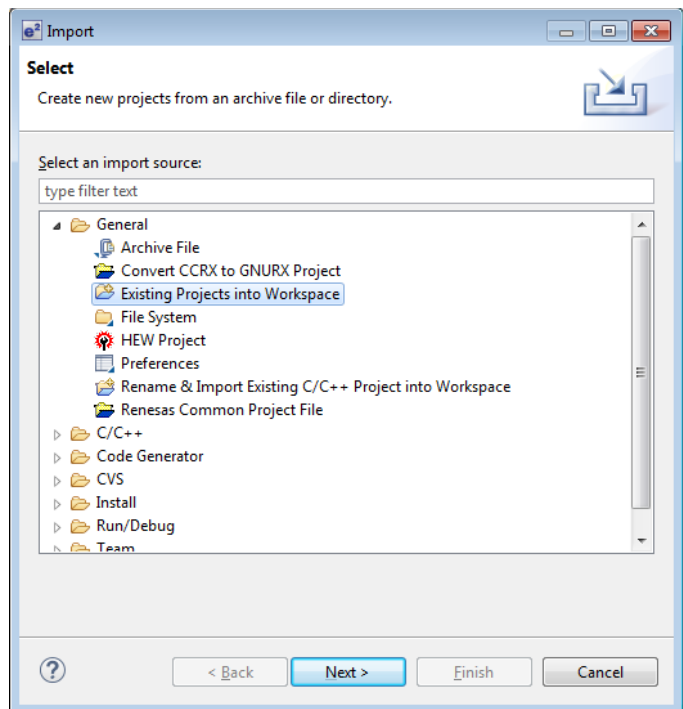 e² Import
Select
Create new projects from an archive file or directory.
Select an import source:
type filter text
General
Archive File
Convert CCRX to GNURX Project
Existing Projects into Workspace
File System
HEW Project
Preferences
Rename & Import Existing C/C++ Project into Workspace
Renesas Common Project File
C/C++
Code Generator
CVS
Install
Run/Debug
Team
? < Back Next > Finish Cancel